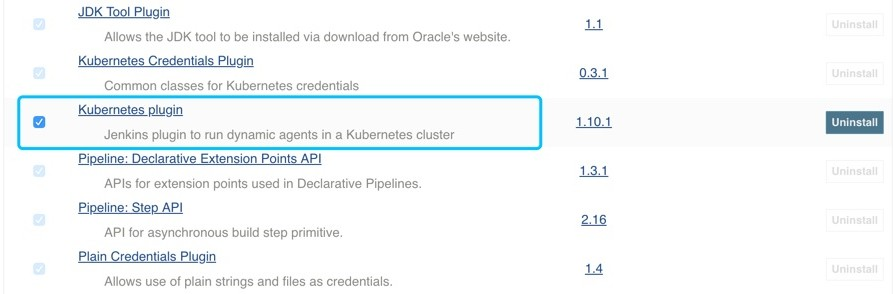 JDK Tool Plugin
Allows the JDK tool to be installed via download from Oracle's website.
1.1
Uninstall
Kubernetes Credentials Plugin
Common classes for Kubernetes credentials
0.3.1
Uninstall
Kubernetes plugin
Jenkins plugin to run dynamic agents in a Kubernetes cluster
1.10.1
Uninstall
Pipeline: Declarative Extension Points API
APIs for extension points used in Declarative Pipelines.
1.3.1
Uninstall
Pipeline: Step API
API for asynchronous build step primitive.
2.16
Uninstall
Plain Credentials Plugin
Allows use of plain strings and files as credentials.
1.4
Uninstall